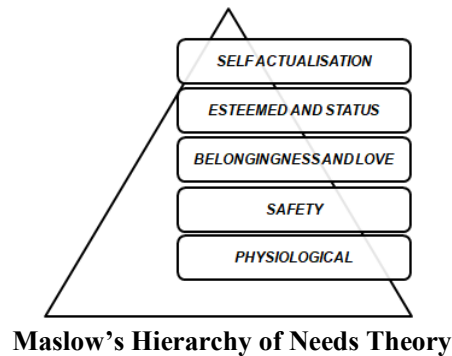 SELF ACTUALISATION
ESTEEMED AND STATUS
BELONGINGNESS AND LOVE
SAFETY
PHYSIOLOGICAL
Maslow’s Hierarchy of Needs Theory